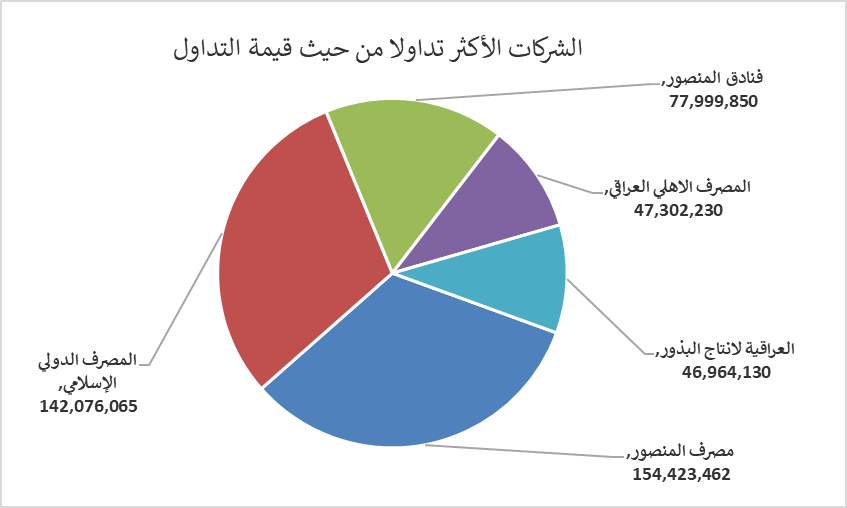 الشركات الأكثر تداولا من حيث قيمة التداول
فنادق المنصور,
77,999,850
المصرف الاهلي العراقي,
47,302,230
العراقية لانتاج البذور,
46,964,130
مصرف المنصور,
154,423,462
المصرف الدولي
الإسلامي,
142,076,065